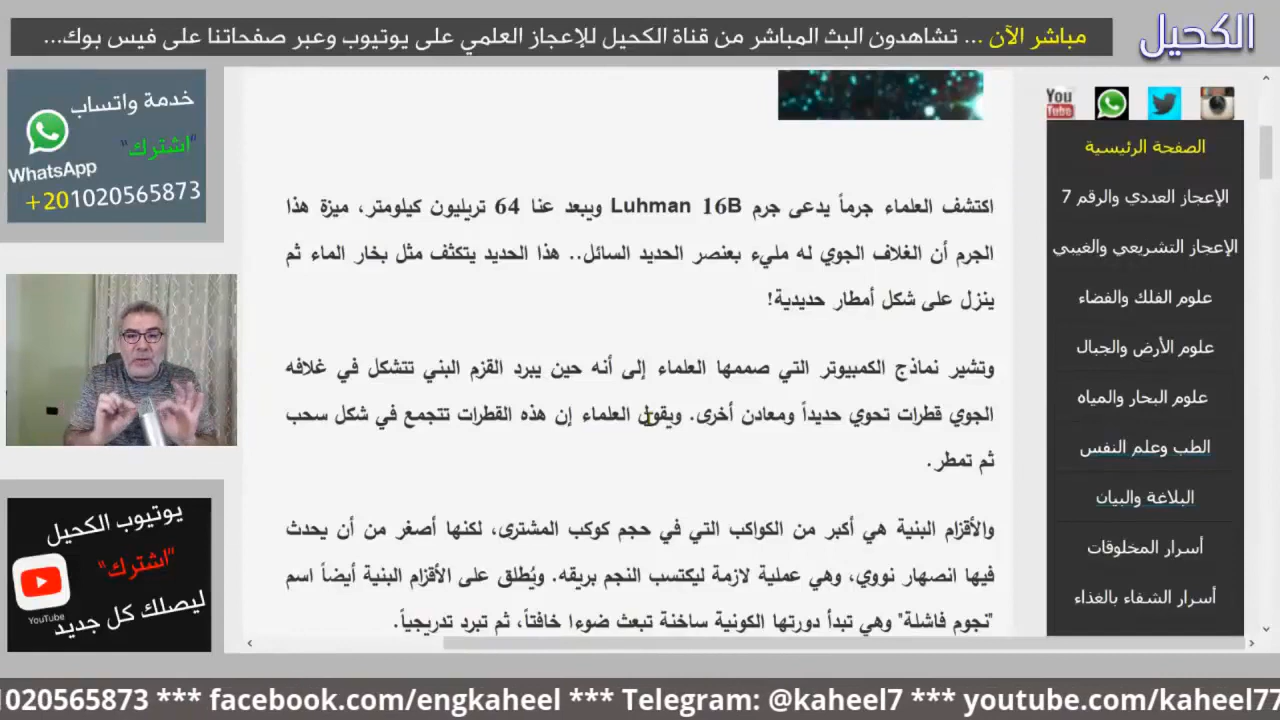 الكحيل
مباشر الآن ... تشاهدون البث المباشر من قناة الكحيل للإعجاز العلمي على يوتيوب وعبر صفحاتنا على فيس بوك...
خدمة واتساب
"اشترك"
WhatsApp
+201020565873
You
Tube
الصفحة الرئيسية
الإعجاز العددي والرقم 7
الإعجاز التشريعي والغيبي
علوم الفلك والفضاء
علوم الأرض والجبال
علوم البحار والمياه
الطب وعلم النفس
البلاغة والبيان
أسرار المخلوقات
أسرار الشفاء بالغذاء
اكتشف العلماء جرماً يدعى جرم Luhman 16B ويبعد عنا 64 تريليون كيلومتر، ميزة هذا
الجرم أن الغلاف الجوي له مليء بعنصر الحديد السائل.. هذا الحديد يتكثف مثل بخار الماء ثم
ينزل على شكل أمطار حديدية!
وتشير نماذج الكمبيوتر التي صممها العلماء إلى أنه حين يبرد القزم البني تتشكل في غلافه
الجوي قطرات تحوي حديداً ومعادن أخرى. ويقول العلماء إن هذه القطرات تتجمع في شكل سحب
ثم تمطر.
والأقزام البنية هي أكبر من الكواكب التي في حجم كوكب المشترى، لكنها أصغر من أن يحدث
فيها انصهار نووي، وهي عملية لازمة ليكتسب النجم بريقه. ويُطلق على الأقزام البنية أيضاً اسم
"نجوم فاشلة" وهي تبدأ دورتها الكونية ساخنة تبعث ضوءا خافتاً، ثم تبرد تدريجياً.
يوتيوب الكحيل
"اشترك"
YouTube
ليصلك كل جديد
1020565873 *** facebook.com/engkaheel *** Telegram: @kaheel7 *** youtube.com/kaheel77